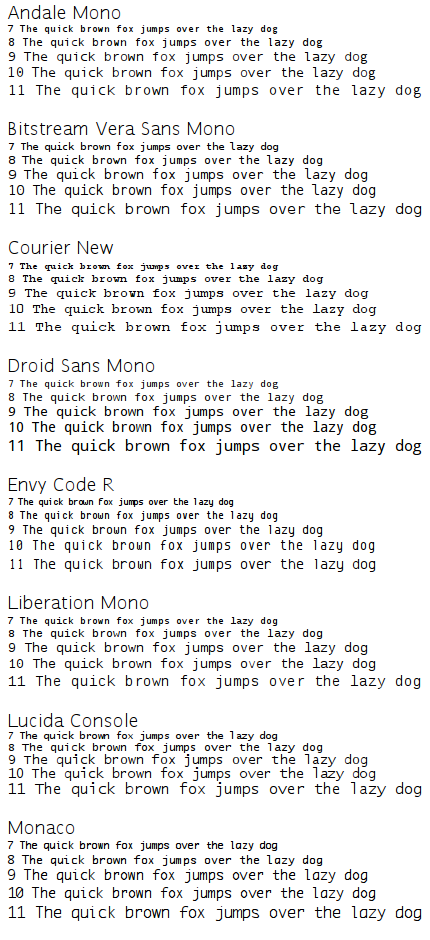 Andale Mono
7 The quick brown fox jumps over the lazy dog
8 The quick brown fox jumps over the lazy dog
9 The quick brown fox jumps over the lazy dog
10 The quick brown fox jumps over the lazy dog
11 The quick brown fox jumps over the lazy dog
Bitstream Vera Sans Mono
7 The quick brown fox jumps over the lazy dog
8 The quick brown fox jumps over the lazy dog
9 The quick brown fox jumps over the lazy dog
10 The quick brown fox jumps over the lazy dog
11 The quick brown fox jumps over the lazy dog
Courier New
7 The quick brown fox jumps over the lazy dog
8 The quick brown fox jumps over the lazy dog
9 The quick brown fox jumps over the lazy dog
10 The quick brown fox jumps over the lazy dog
11 The quick brown fox jumps over the lazy dog
Droid Sans Mono
7 The quick brown fox jumps over the lazy dog
8 The quick brown fox jumps over the lazy dog
9 The quick brown fox jumps over the lazy dog
10 The quick brown fox jumps over the lazy dog
11 The quick brown fox jumps over the lazy dog
Envy Code R
7 The quick brown fox jumps over the lazy dog
8 The quick brown fox jumps over the lazy dog
9 The quick brown fox jumps over the lazy dog
10 The quick brown fox jumps over the lazy dog
11 The quick brown fox jumps over the lazy dog
Liberation Mono
7 The quick brown fox jumps over the lazy dog
8 The quick brown fox jumps over the lazy dog
9 The quick brown fox jumps over the lazy dog
10 The quick brown fox jumps over the lazy dog
11 The quick brown fox jumps over the lazy dog
Lucida Console
7 The quick brown fox jumps over the lazy dog
8 The quick brown fox jumps over the lazy dog
9 The quick brown fox jumps over the lazy dog
10 The quick brown fox jumps over the lazy dog
11 The quick brown fox jumps over the lazy dog
Monaco
7 The quick brown fox jumps over the lazy dog
8 The quick brown fox jumps over the lazy dog
9 The quick brown fox jumps over the lazy dog
10 The quick brown fox jumps over the lazy dog
11 The quick brown fox jumps over the lazy dog